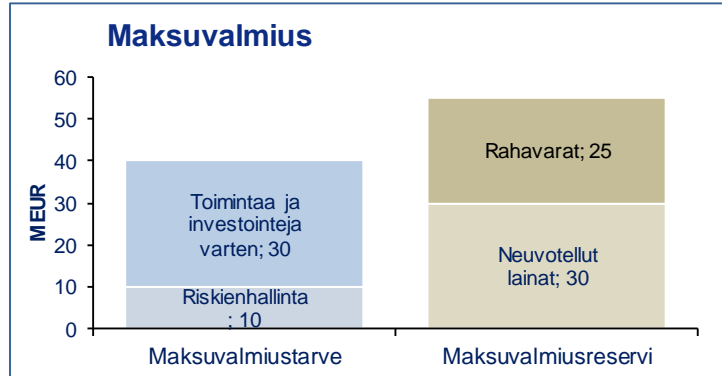 Maksuvalmius
60
50
40
30
20
10
0
MEUR
Toimintaa ja
investointeja
varten; 30
Riskienhallinta
; 10
Rahavarat; 25
Neuvotellut
lainat; 30
Maksuvalmiustarve
Maksuvalmiusreservi